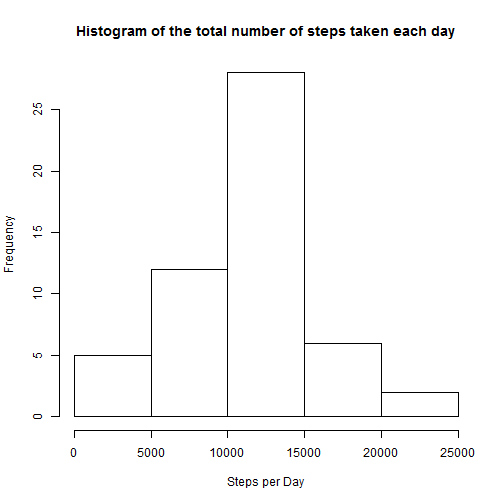 Histogram of the total number of steps taken each day
Frequency
25
20
15
10
5
0
0 5000 10000 15000 20000 25000
Steps per Day